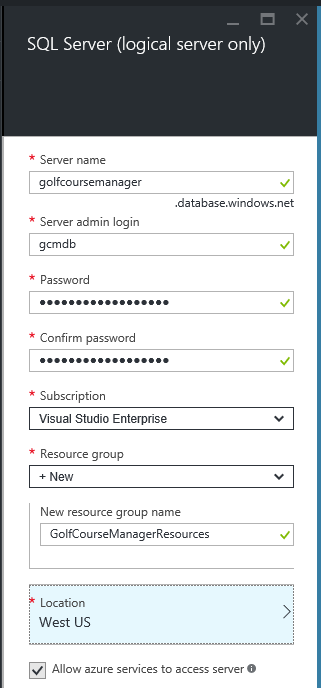 SQL Server (logical server only)
* Server name
golfcoursemanager
.database.windows.net
* Server admin login
gcmdb
* Password
••••••••••••••••••
* Confirm password
••••••••••••••••••
* Subscription
Visual Studio Enterprise
* Resource group
+ New
New resource group name
GolfCourseManagerResources
* Location
West US
Allow azure services to access server